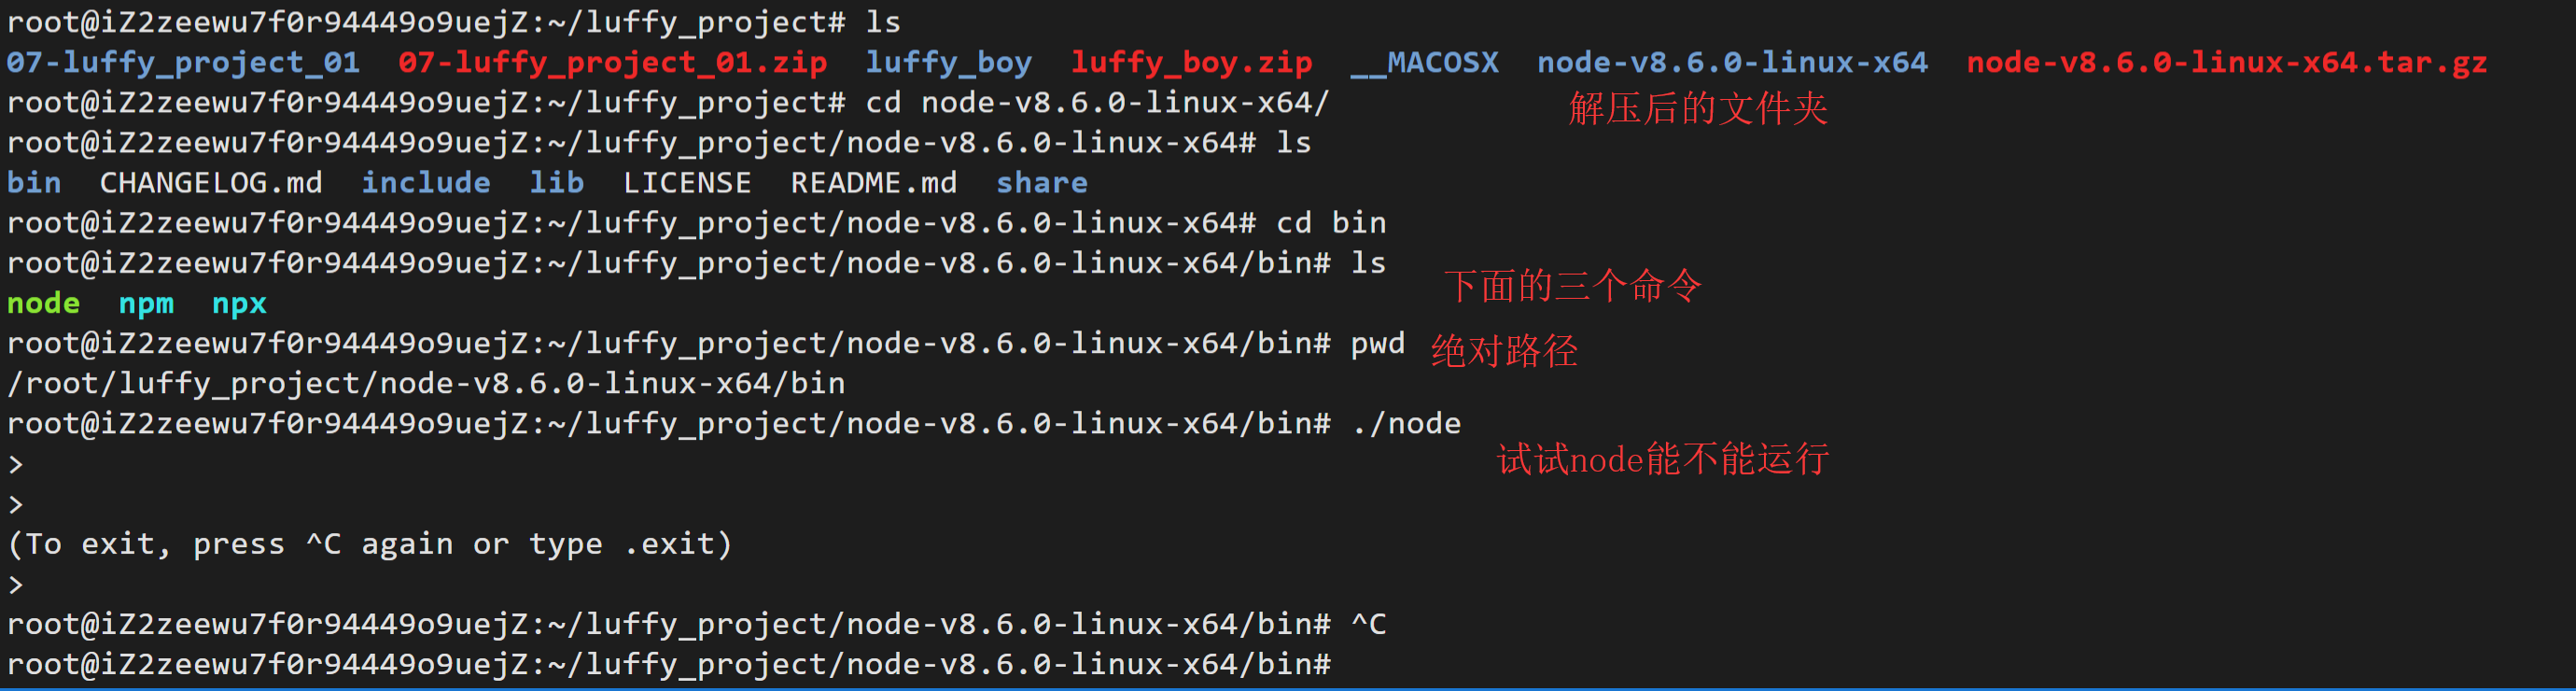 root@iZ2zeewu7f0r94449o9uejZ:~/luffy_project# ls
07-luffy_project_01  07-luffy_project_01.zip  luffy_boy  luffy_boy.zip  __MACOSX  node-v8.6.0-linux-x64  node-v8.6.0-linux-x64.tar.gz
root@iZ2zeewu7f0r94449o9uejZ:~/luffy_project# cd node-v8.6.0-linux-x64/
解压后的文件夹
root@iZ2zeewu7f0r94449o9uejZ:~/luffy_project/node-v8.6.0-linux-x64# ls
bin  CHANGELOG.md  include  lib  LICENSE  README.md  share
root@iZ2zeewu7f0r94449o9uejZ:~/luffy_project/node-v8.6.0-linux-x64# cd bin
root@iZ2zeewu7f0r94449o9uejZ:~/luffy_project/node-v8.6.0-linux-x64/bin# ls
下面的三个命令
node  npm  npx
root@iZ2zeewu7f0r94449o9uejZ:~/luffy_project/node-v8.6.0-linux-x64/bin# pwd
绝对路径
/root/luffy_project/node-v8.6.0-linux-x64/bin
root@iZ2zeewu7f0r94449o9uejZ:~/luffy_project/node-v8.6.0-linux-x64/bin# ./node
试试node能不能运行
>
>
(To exit, press ^C again or type .exit)
>
root@iZ2zeewu7f0r94449o9uejZ:~/luffy_project/node-v8.6.0-linux-x64/bin# ^C
root@iZ2zeewu7f0r94449o9uejZ:~/luffy_project/node-v8.6.0-linux-x64/bin#